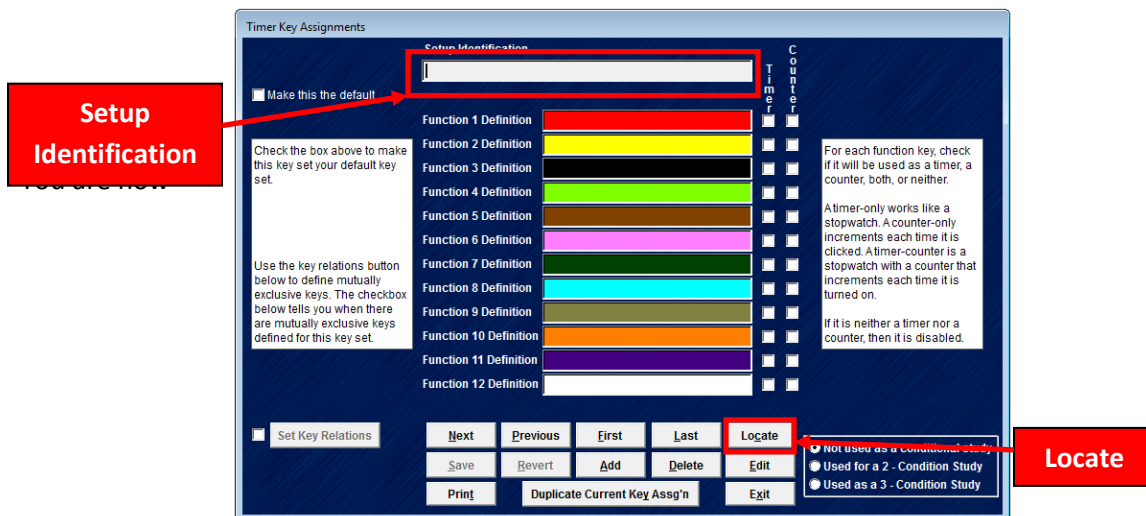 Timer Key Assignments
Setup Identification
Timer
Counter
Make this the default
Setup
Identification
You are now
Check the box above to make
this key set your default key
set.
Use the key relations button
below to define mutually
exclusive keys. The checkbox
below tells you when there
are mutually exclusive keys
defined for this key set.
Function 1 Definition
Function 2 Definition
Function 3 Definition
Function 4 Definition
Function 5 Definition
Function 6 Definition
Function 7 Definition
Function 8 Definition
Function 9 Definition
Function 10 Definition
Function 11 Definition
Function 12 Definition
For each function key, check
if it will be used as a timer, a
counter, both, or neither.
A timer-only works like a
stopwatch. A counter-only
increments each time it is
clicked. A timer-counter is a
stopwatch with a counter that
increments each time it is
turned on.
If it is neither a timer nor a
counter, then it is disabled.
Set Key Relations
Next Previous First Last Locate
Save Revert Add Delete Edit
Print Duplicate Current Key Assg'n Exit
Not used as a conditional study
Used for a 2 - Condition Study
Used as a 3 - Condition Study
Locate